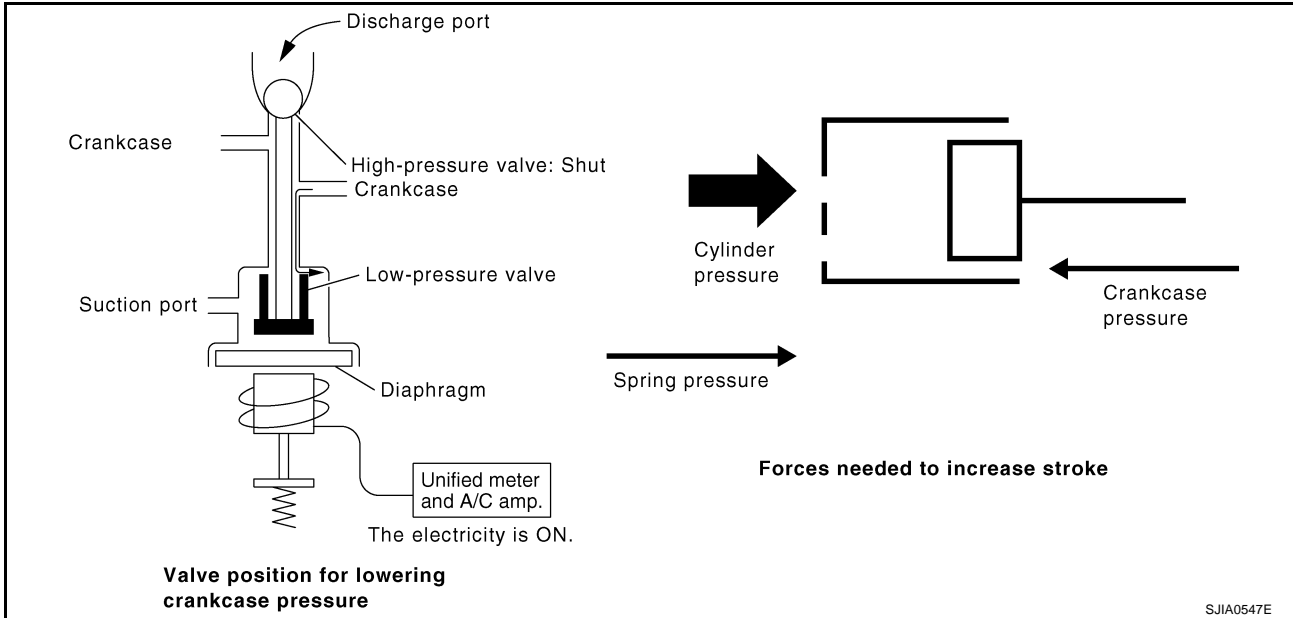 Discharge port
Crankcase
High-pressure valve: Shut
Crankcase
Low-pressure valve
Suction port
Diaphragm
Unified meter
and A/C amp.
The electricity is ON.
Valve position for lowering
crankcase pressure
Cylinder
pressure
Crankcase
pressure
Spring pressure
Forces needed to increase stroke
SJIA0547E